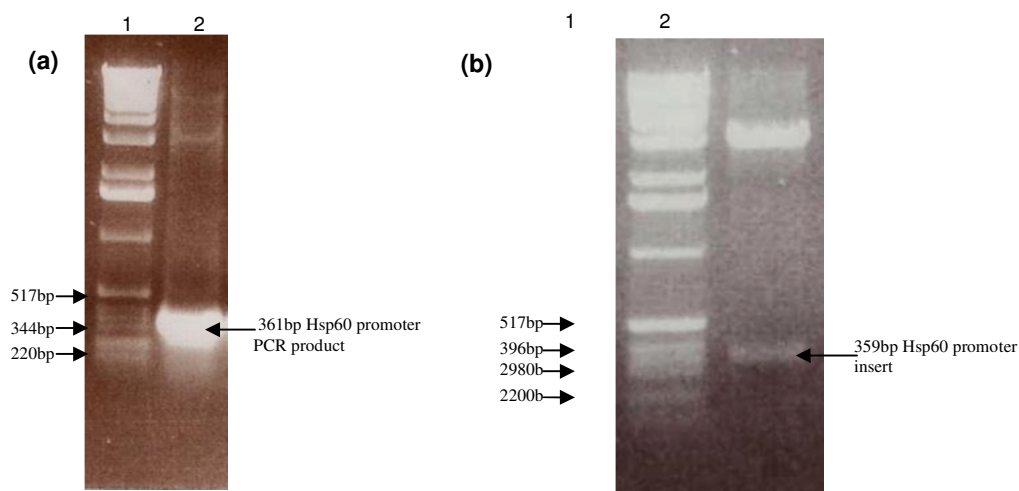 (a)
1 2
517bp
344bp
220bp
361bp Hsp60 promoter
PCR product
(b)
1 2
517bp
396bp
2980b
2200b
359bp Hsp60 promoter
insert